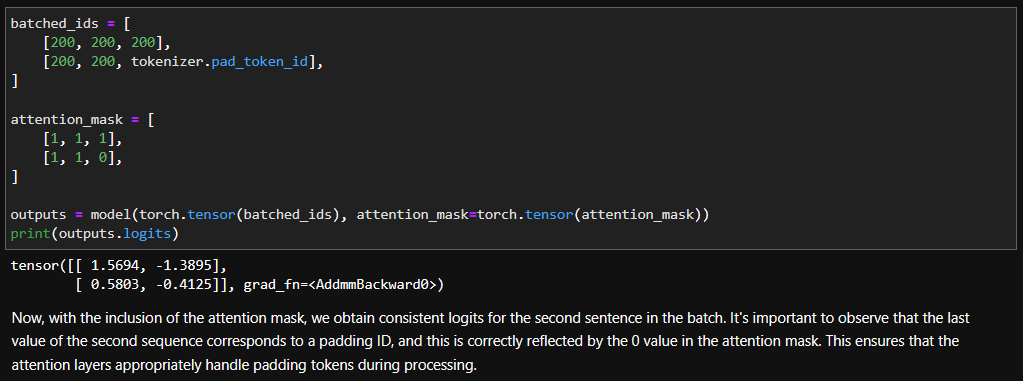 batched_ids = [
    [200, 200, 200],
    [200, 200, tokenizer.pad_token_id],
]
attention_mask = [
    [1, 1, 1],
    [1, 1, 0],
]
outputs = model(torch.tensor(batched_ids), attention_mask=torch.tensor(attention_mask))
print(outputs.logits)
tensor([[ 1.5694, -1.3895],
        [ 0.5803, -0.4125]], grad_fn=<AddmmBackward0>)
Now, with the inclusion of the attention mask, we obtain consistent logits for the second sentence in the batch. It's important to observe that the last
value of the second sequence corresponds to a padding ID, and this is correctly reflected by the 0 value in the attention mask. This ensures that the
attention layers appropriately handle padding tokens during processing.